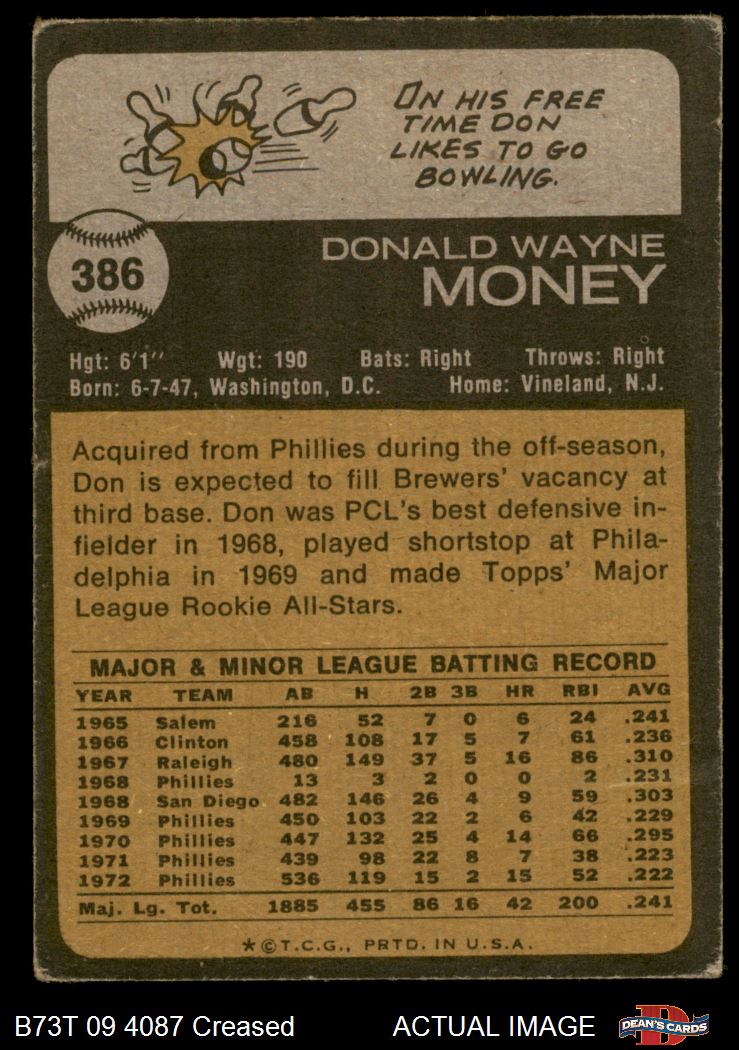 ON HIS FREE
TIME DON
LIKES TO GO
BOWLING.
386
DONALD WAYNE
MONEY
Hgt: 6'1" Wgt: 190 Bats: Right Throws: Right
Born: 6-7-47, Washington, D.C. Home: Vineland, N.J.
Acquired from Phillies during the off-season,
Don is expected to fill Brewers' vacancy at
third base. Don was PCL's best defensive in-
fielder in 1968, played shortstop at Phila-
delphia in 1969 and made Topps' Major
League Rookie All-Stars.
MAJOR & MINOR LEAGUE BATTING RECORD
YEAR TEAM AB H 2B 3B HR RBI AVG
1965 Salem 216 52 7 0 6 24 .241
1966 Clinton 458 108 17 5 7 61 .236
1967 Raleigh 480 149 37 5 16 86 .310
1968 Phillies 13 3 2 0 0 2 .231
1968 San Diego 482 146 26 4 9 59 .303
1969 Phillies 450 103 22 2 6 42 .229
1970 Phillies 447 132 25 4 14 66 .295
1971 Phillies 439 98 22 8 7 38 .223
1972 Phillies 536 119 15 2 15 52 .222
Maj. Lg. Tot. 1885 455 86 16 42 200 .241
*©T.C.G., PRTD. IN U.S.A.
B73T 09 4087 Creased ACTUAL IMAGE D DEAN'S CARDS